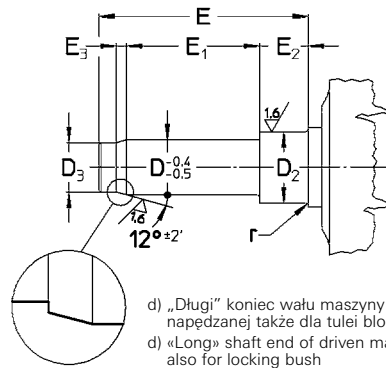 E
E3 E1 E2
1.6
D3 D -0.4 -0.5 D2
1.6
12° ±2' r
d) „Długi” koniec wału maszyny
napędzanej także dla tulei blo
d) «Long» shaft end of driven ma
also for locking bush